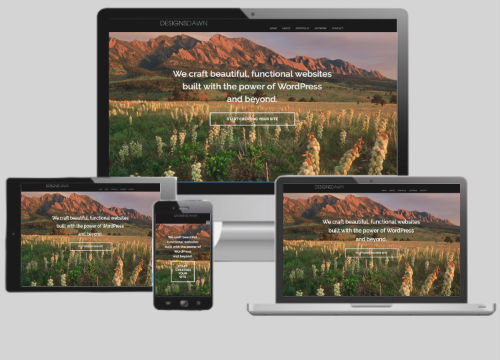 DESIGNSDAWN
HOME ABOUT PORTFOLIO CONTACT
We craft beautiful, functional websites
built with the power of WordPress
and beyond.
START CREATING YOUR SITE
DESIGNSDAWN
We craft beautiful, functional websites
built with the power of WordPress
and beyond.
We craft beautiful,
functional websites
built with the power of
WordPress
and beyond.
START
CREATING
YOUR
SITE
DESIGNSDAWN
We craft beautiful, functional websites
built with the power of WordPress
and beyond.